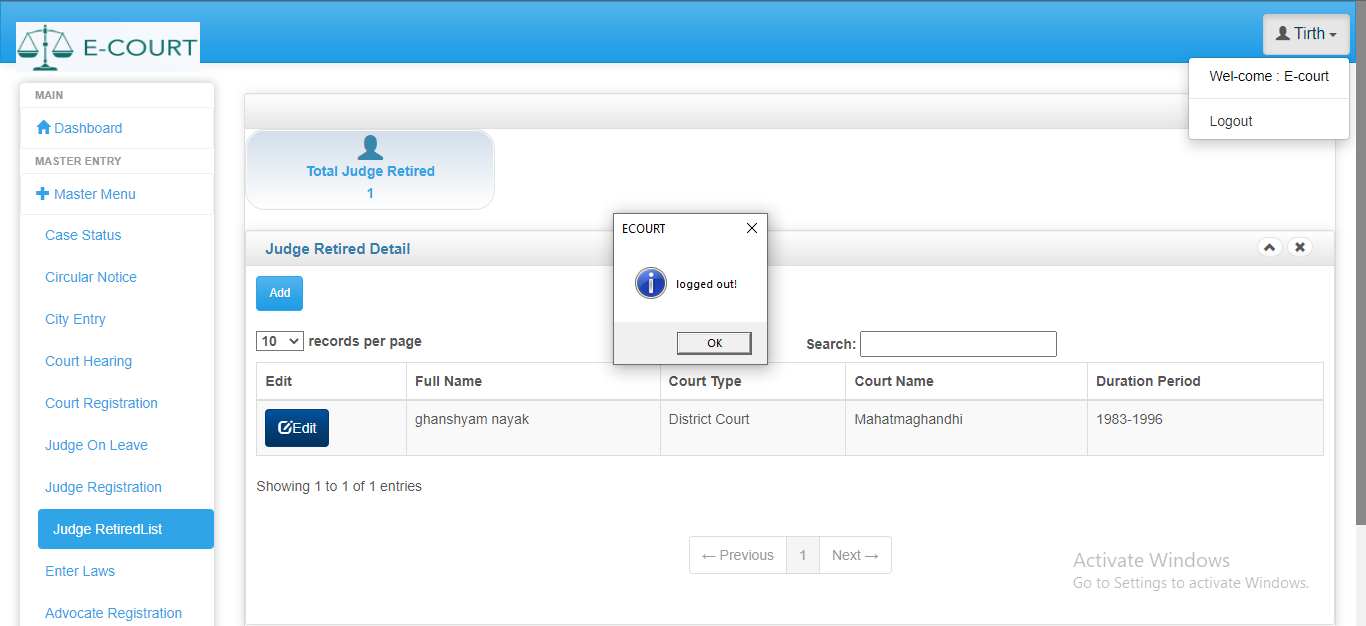 E-COURT
Tirth
Wel-come : E-court
Logout
MAIN
Dashboard
MASTER ENTRY
Master Menu
Case Status
Circular Notice
City Entry
Court Hearing
Court Registration
Judge On Leave
Judge Registration
Judge RetiredList
Enter Laws
Advocate Registration
Total Judge Retired
1
Judge Retired Detail
Add
10 records per page
Search:
Edit Full Name Court Type Court Name Duration Period
Edit ghanshyam nayak District Court Mahatmaghandhi 1983-1996
Showing 1 to 1 of 1 entries
← Previous 1 Next →
ECOURT
logged out!
OK
Activate Windows
Go to Settings to activate Windows.